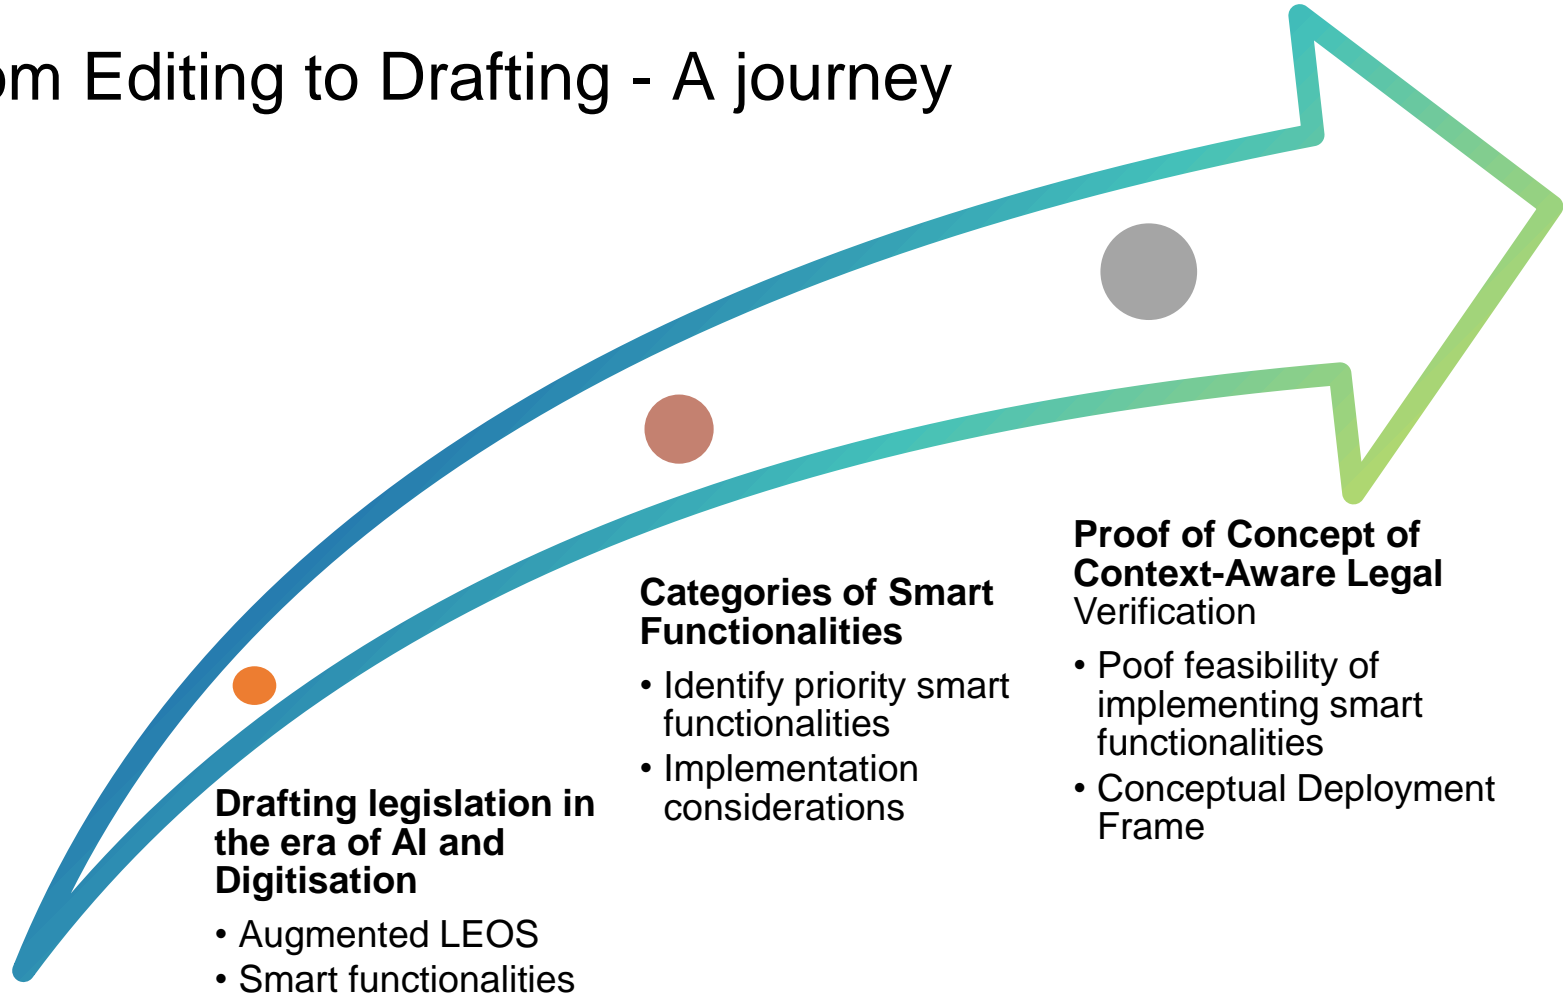 om Editing to Drafting - A journey
Drafting legislation in
the era of AI and
Digitisation
• Augmented LEOS
• Smart functionalities
Categories of Smart
Functionalities
• Identify priority smart
functionalities
• Implementation
considerations
Proof of Concept of
Context-Aware Legal
Verification
• Poof feasibility of
implementing smart
functionalities
• Conceptual Deployment
Frame